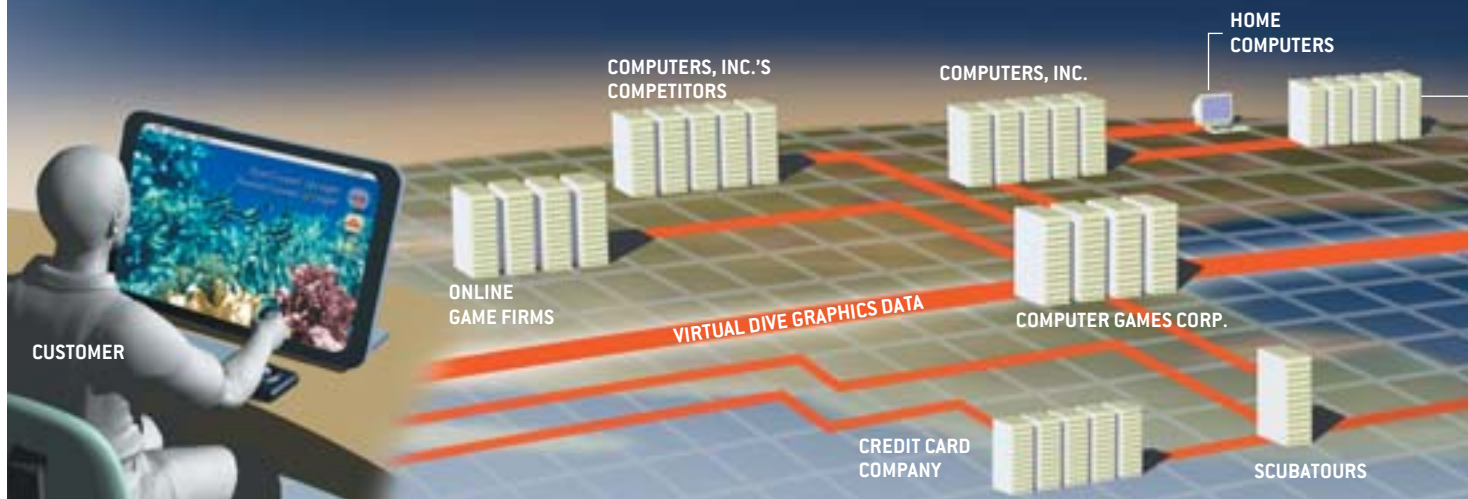 HOME
COMPUTERS
COMPUTERS, INC.'S
COMPETITORS
COMPUTERS, INC.
ONLINE
GAME FIRMS
VIRTUAL DIVE GRAPHICS DATA
COMPUTER GAMES CORP.
CUSTOMER
CREDIT CARD
COMPANY
SCUBATOURS